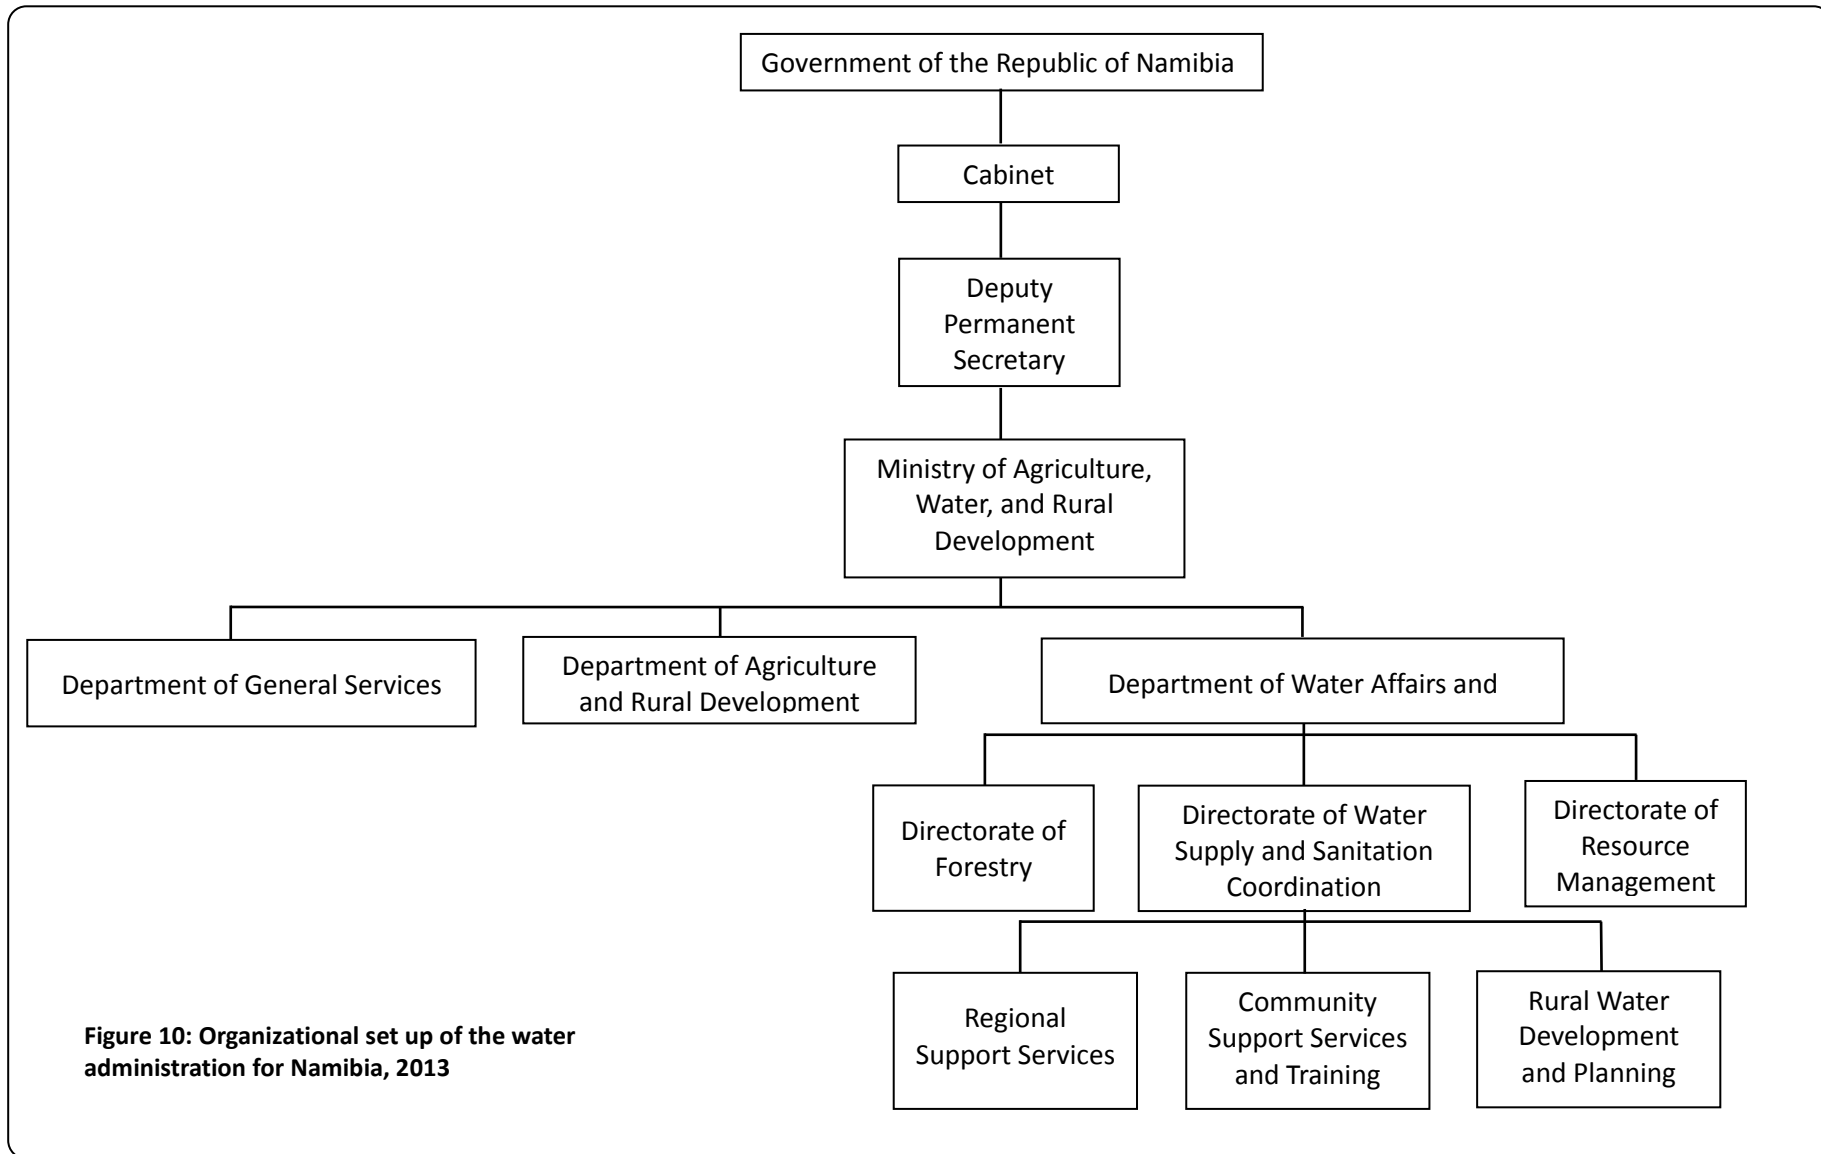 Government of the Republic of Namibia
Cabinet
Deputy
Permanent
Secretary
Ministry of Agriculture,
Water, and Rural
Development
Department of General Services
Department of Agriculture
and Rural Development
Department of Water Affairs and
Directorate of
Forestry
Directorate of Water
Supply and Sanitation
Coordination
Directorate of
Resource
Management
Regional
Support Services
Community
Support Services
and Training
Rural Water
Development
and Planning
Figure 10: Organizational set up of the water
administration for Namibia, 2013